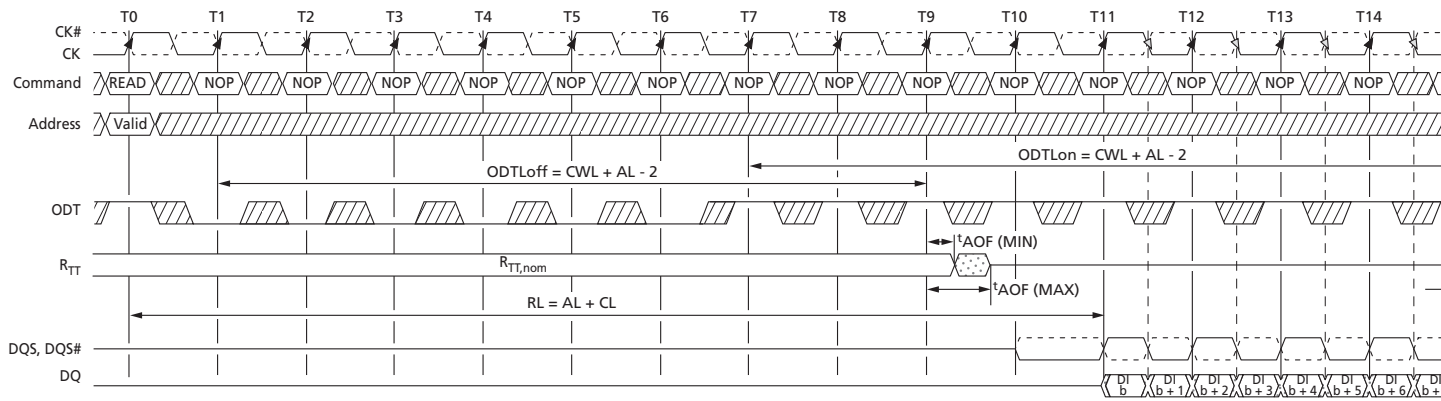 T0 T1 T2 T3 T4 T5 T6 T7 T8 T9 T10 T11 T12 T13 T14
CK#
CK
Command READ NOP NOP NOP NOP NOP NOP NOP NOP NOP NOP NOP NOP NOP NOP
Address Valid
ODTLon = CWL + AL - 2
ODTLoff = CWL + AL - 2
ODT
tAOF (MIN)
RTT RTT,nom
tAOF (MAX)
RL = AL + CL
DQS, DQS#
DQ
DI b DI b + 1 DI b + 2 DI b + 3 DI b + 4 DI b + 5 DI b + 6